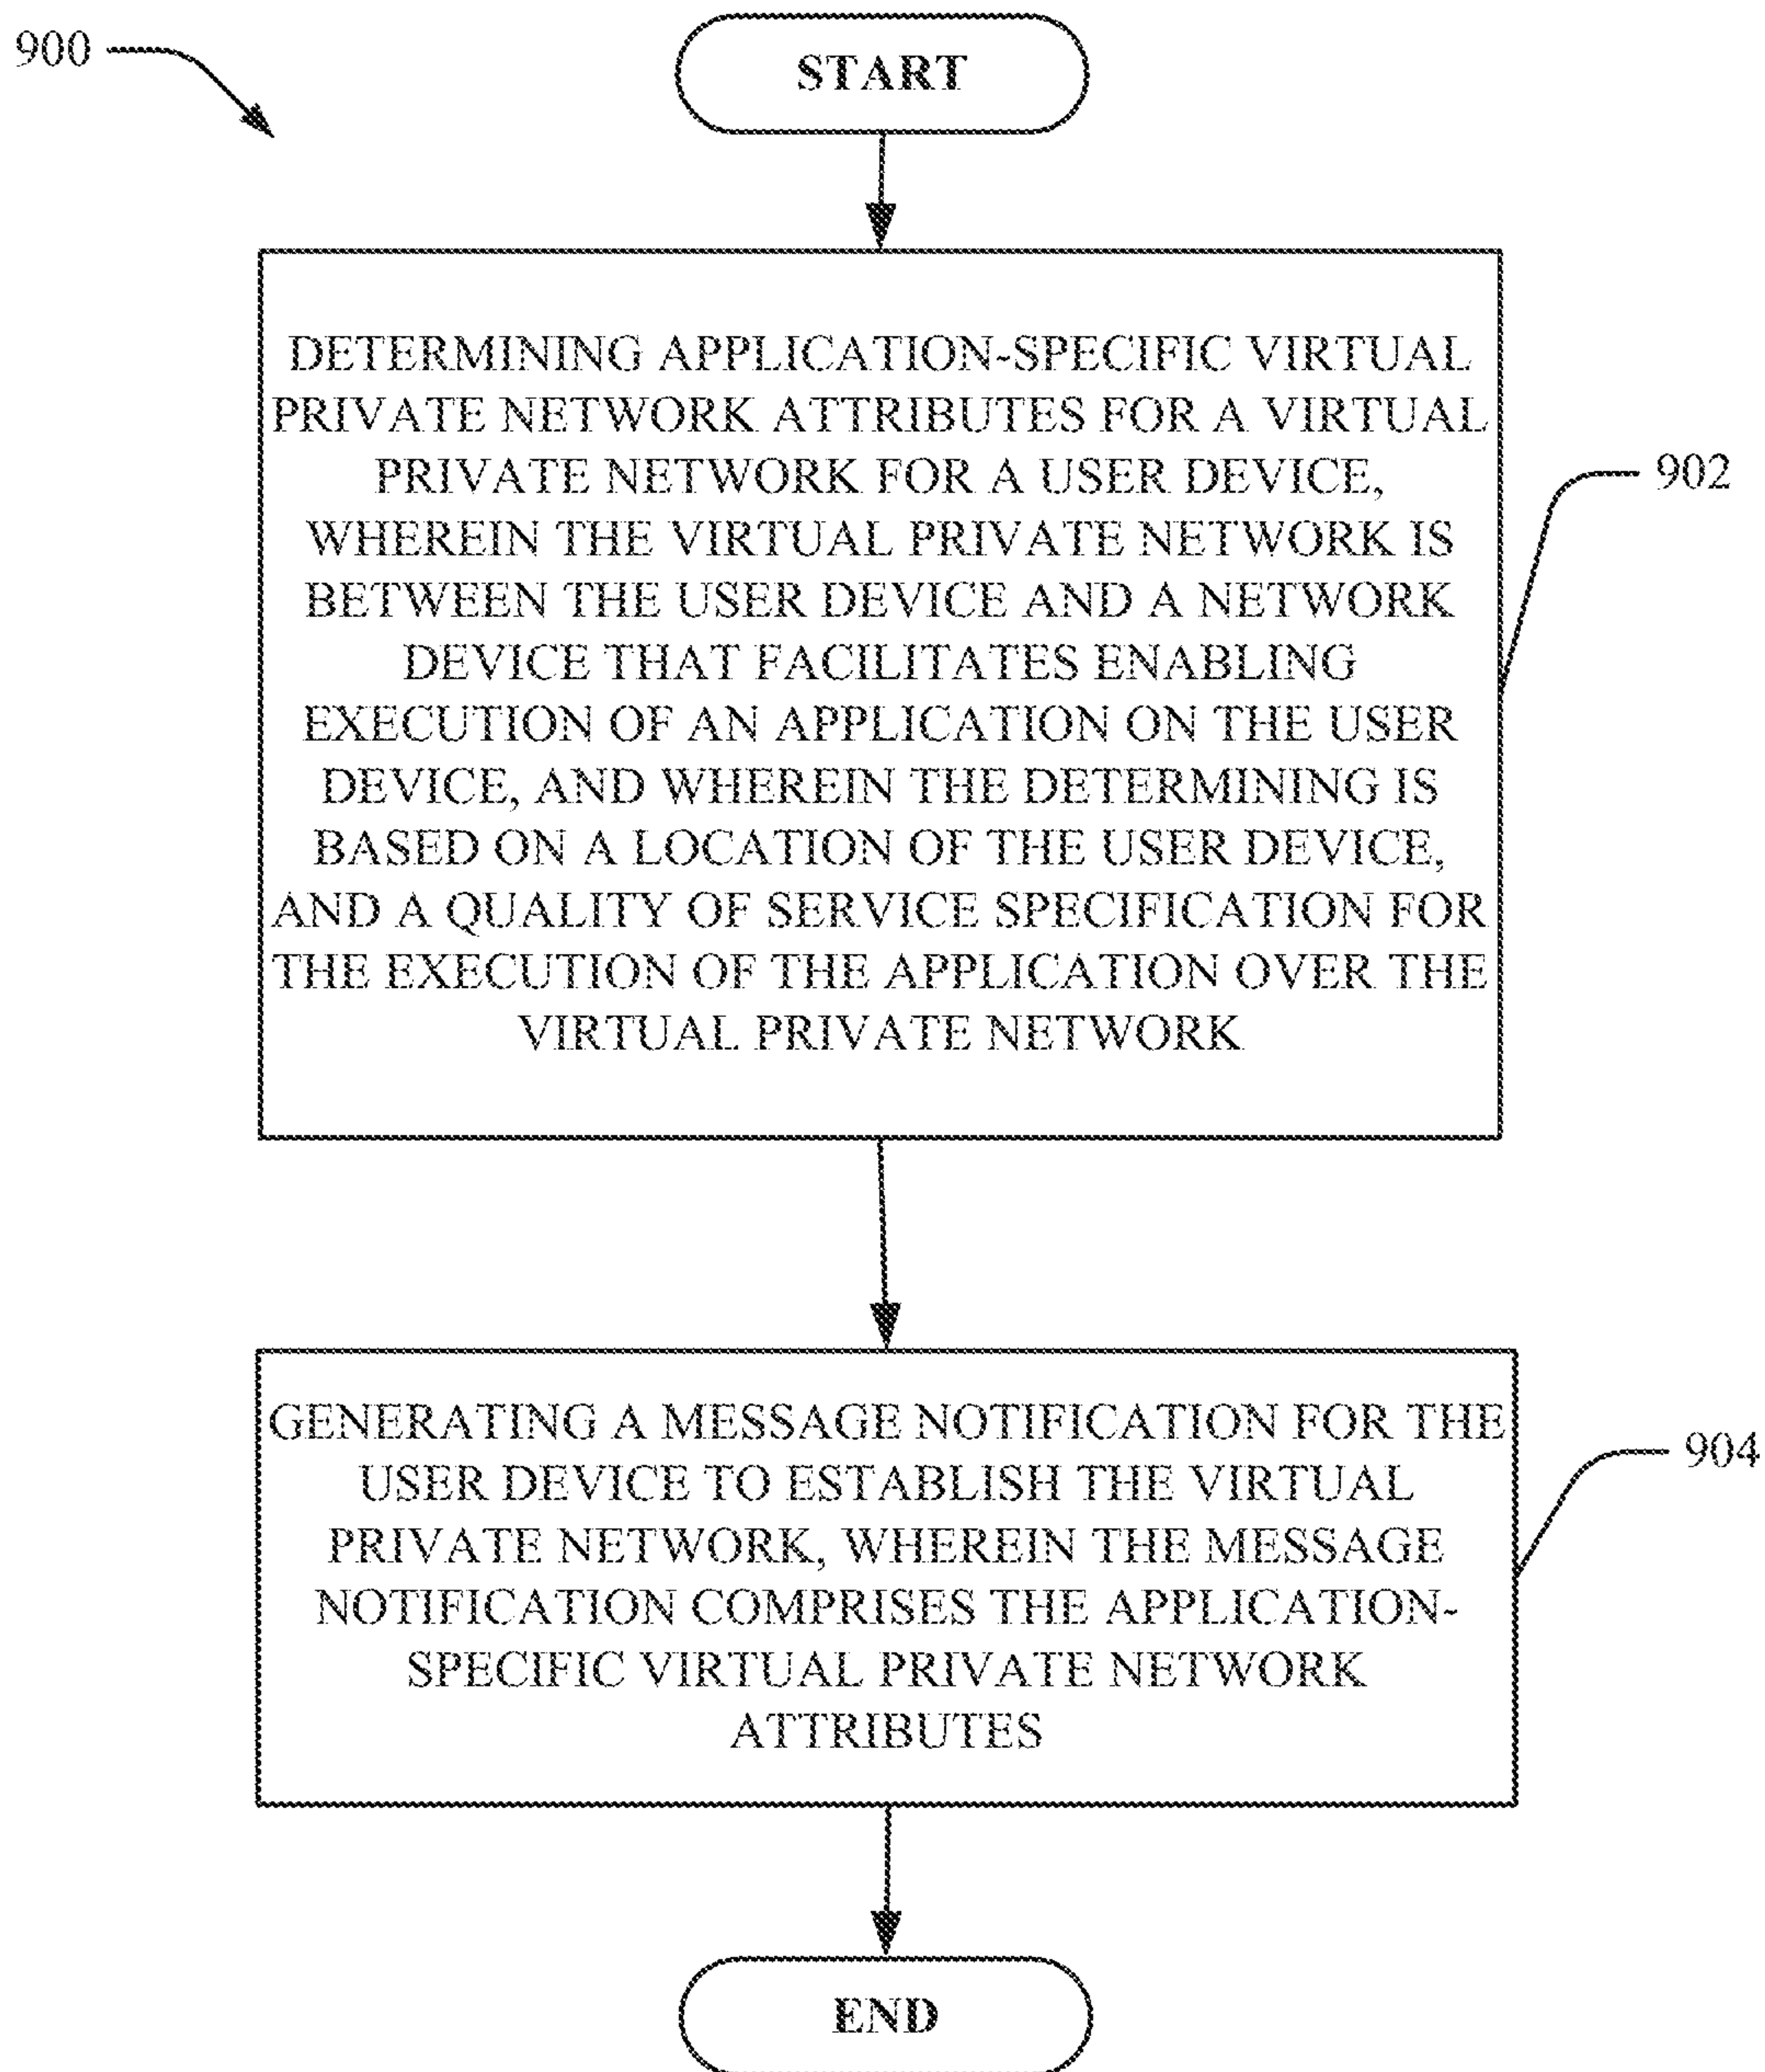 900
START
DETERMINING APPLICATION-SPECIFIC VIRTUAL
PRIVATE NETWORK ATTRIBUTES FOR A VIRTUAL
PRIVATE NETWORK FOR A USER DEVICE,
WHEREIN THE VIRTUAL PRIVATE NETWORK IS
BETWEEN THE USER DEVICE AND A NETWORK
DEVICE THAT FACILITATES ENABLING
EXECUTION OF AN APPLICATION ON THE USER
DEVICE, AND WHEREIN THE DETERMINING IS
BASED ON A LOCATION OF THE USER DEVICE,
AND A QUALITY OF SERVICE SPECIFICATION FOR
THE EXECUTION OF THE APPLICATION OVER THE
VIRTUAL PRIVATE NETWORK
902
GENERATING A MESSAGE NOTIFICATION FOR THE
USER DEVICE TO ESTABLISH THE VIRTUAL
PRIVATE NETWORK, WHEREIN THE MESSAGE
NOTIFICATION COMPRISES THE APPLICATION-
SPECIFIC VIRTUAL PRIVATE NETWORK
ATTRIBUTES
904
END